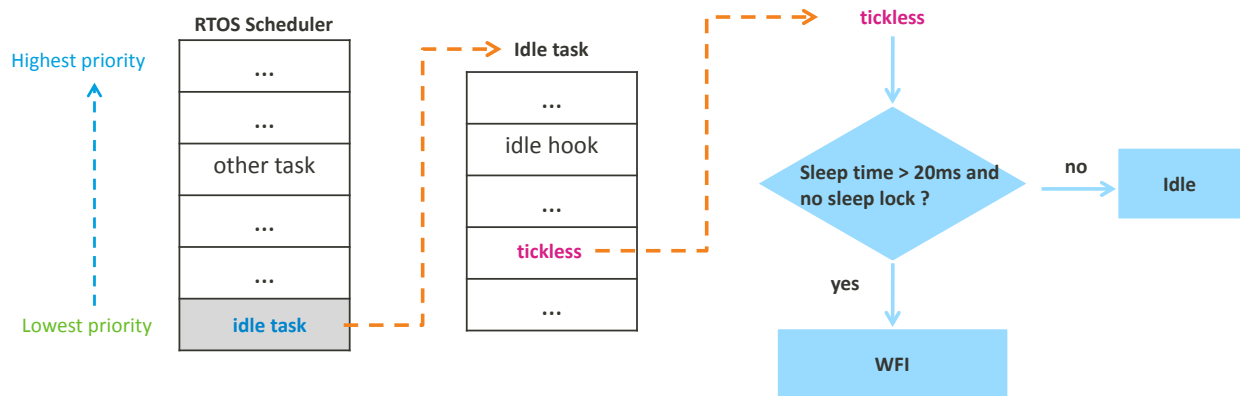 RTOS Scheduler
Highest priority
Lowest priority
...
...
other task
...
...
idle task
Idle task
...
idle hook
...
tickless
...
tickless
Sleep time > 20ms and
no sleep lock ?
no
Idle
yes
WFI